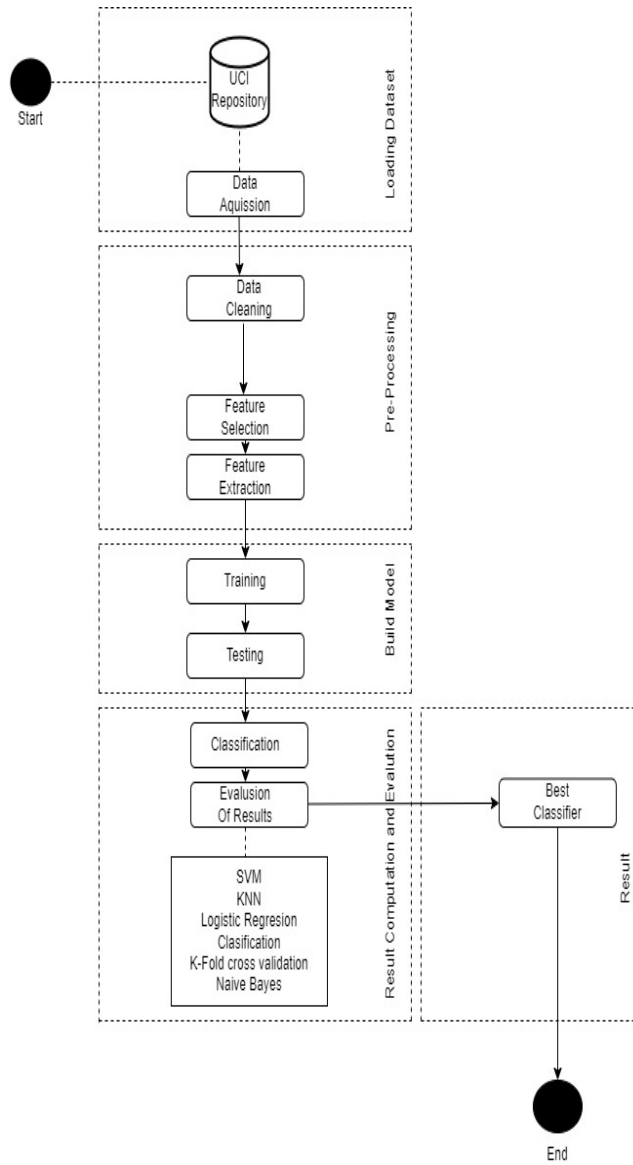 UCI
Repository
Start
Data
Aquission
Loading Dataset
Data
Cleaning
Feature
Selection
Feature
Extraction
Pre-Processing
Training
Testing
Build Model
Classification
Evalusion
Of Results
SVM
KNN
Logistic Regresion
Clasification
K-Fold cross validation
Naive Bayes
Result Computation and Evalution
Best
Classifier
Result
End